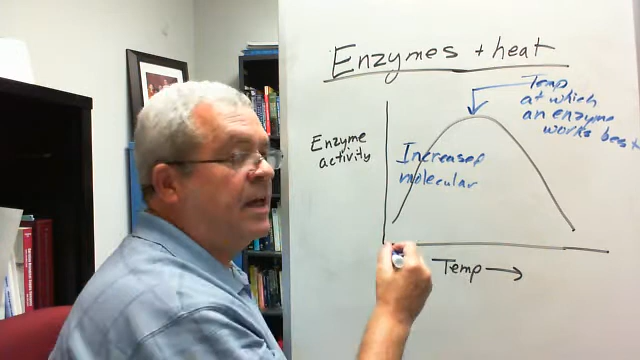 Enzymes + heat
Temp
at which
an enzyme
works best
Enzyme
activity
Increased
molecular
Temp →